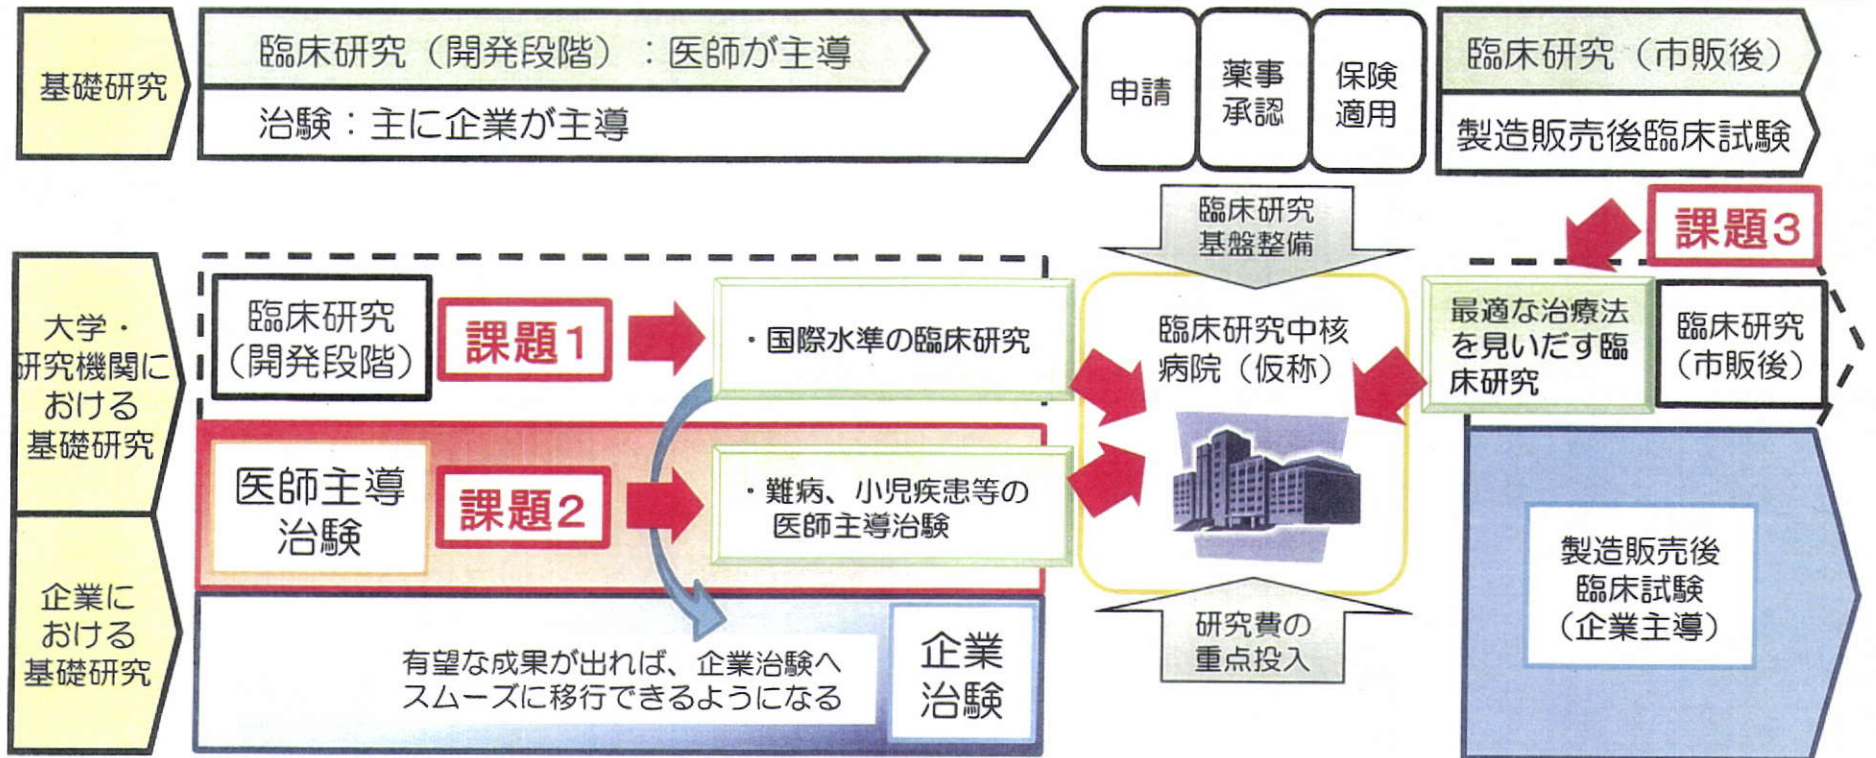 基礎研究
臨床研究（開発段階）：医師が主導
治験：主に企業が主導
申請
薬事
承認
保険
適用
臨床研究（市販後）
製造販売後臨床試験
臨床研究
基盤整備
課題3
大学・
研究機関に
おける
基礎研究
臨床研究
（開発段階）
課題1
・国際水準の臨床研究
臨床研究中核
病院（仮称）
最適な治療法
を見いだす臨
床研究
臨床研究
（市販後）
医師主導
治験
課題2
・難病、小児疾患等の
医師主導治験
企業に
おける
基礎研究
有望な成果が出れば、企業治験へ
スムーズに移行できるようになる
企業
治験
研究費の
重点投入
製造販売後
臨床試験
（企業主導）